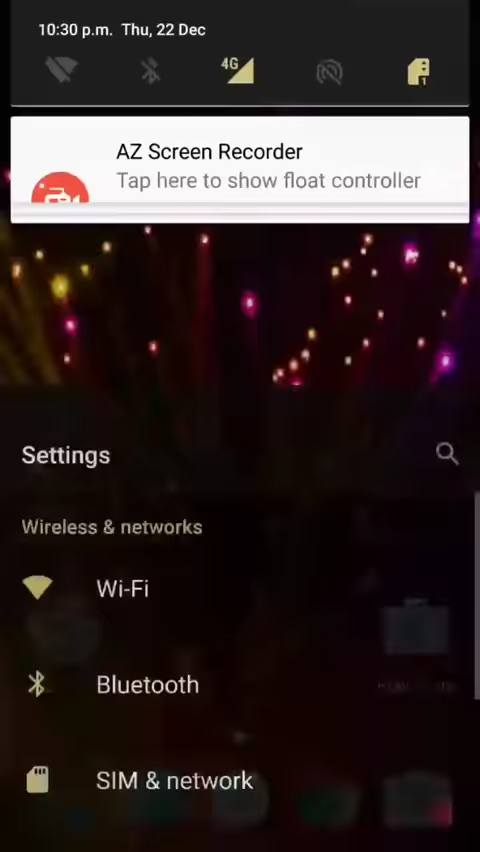 10:30 p.m. Thu, 22 Dec
4G
1
AZ Screen Recorder
Tap here to show float controller
Settings
Wireless & networks
Wi-Fi
Bluetooth
SIM & network